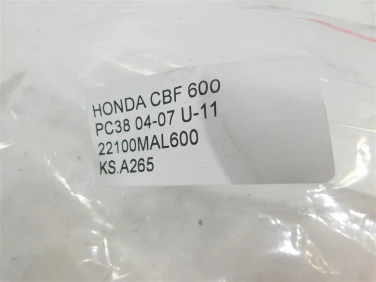 HONDA CBF 600
PC38 04-07 U-11
22100MAL600
KS.A265